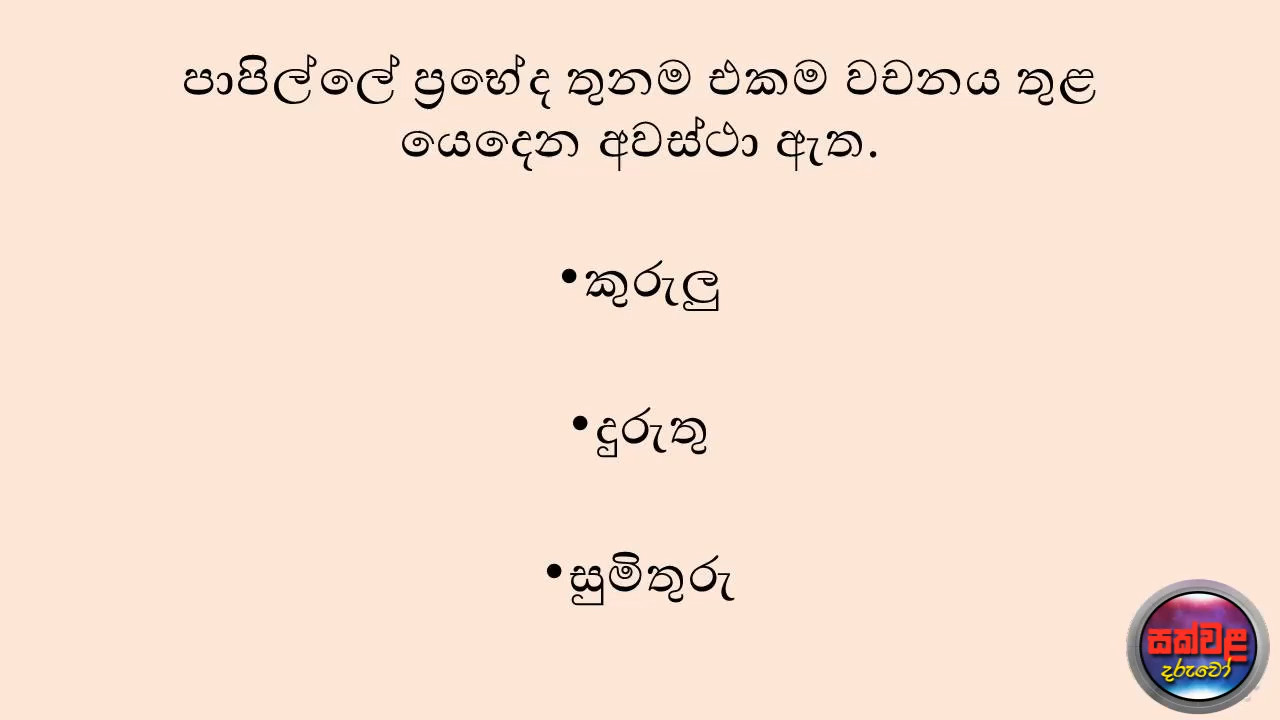 පාපිල්ලේ ප්‍රභේද තුනම එකම වචනය තුළ
යෙදෙන අවස්ථා ඇත.
•කුරුලු
•දුරුතු
•සුමිතුරු
සක්වළ
දරුවෝ